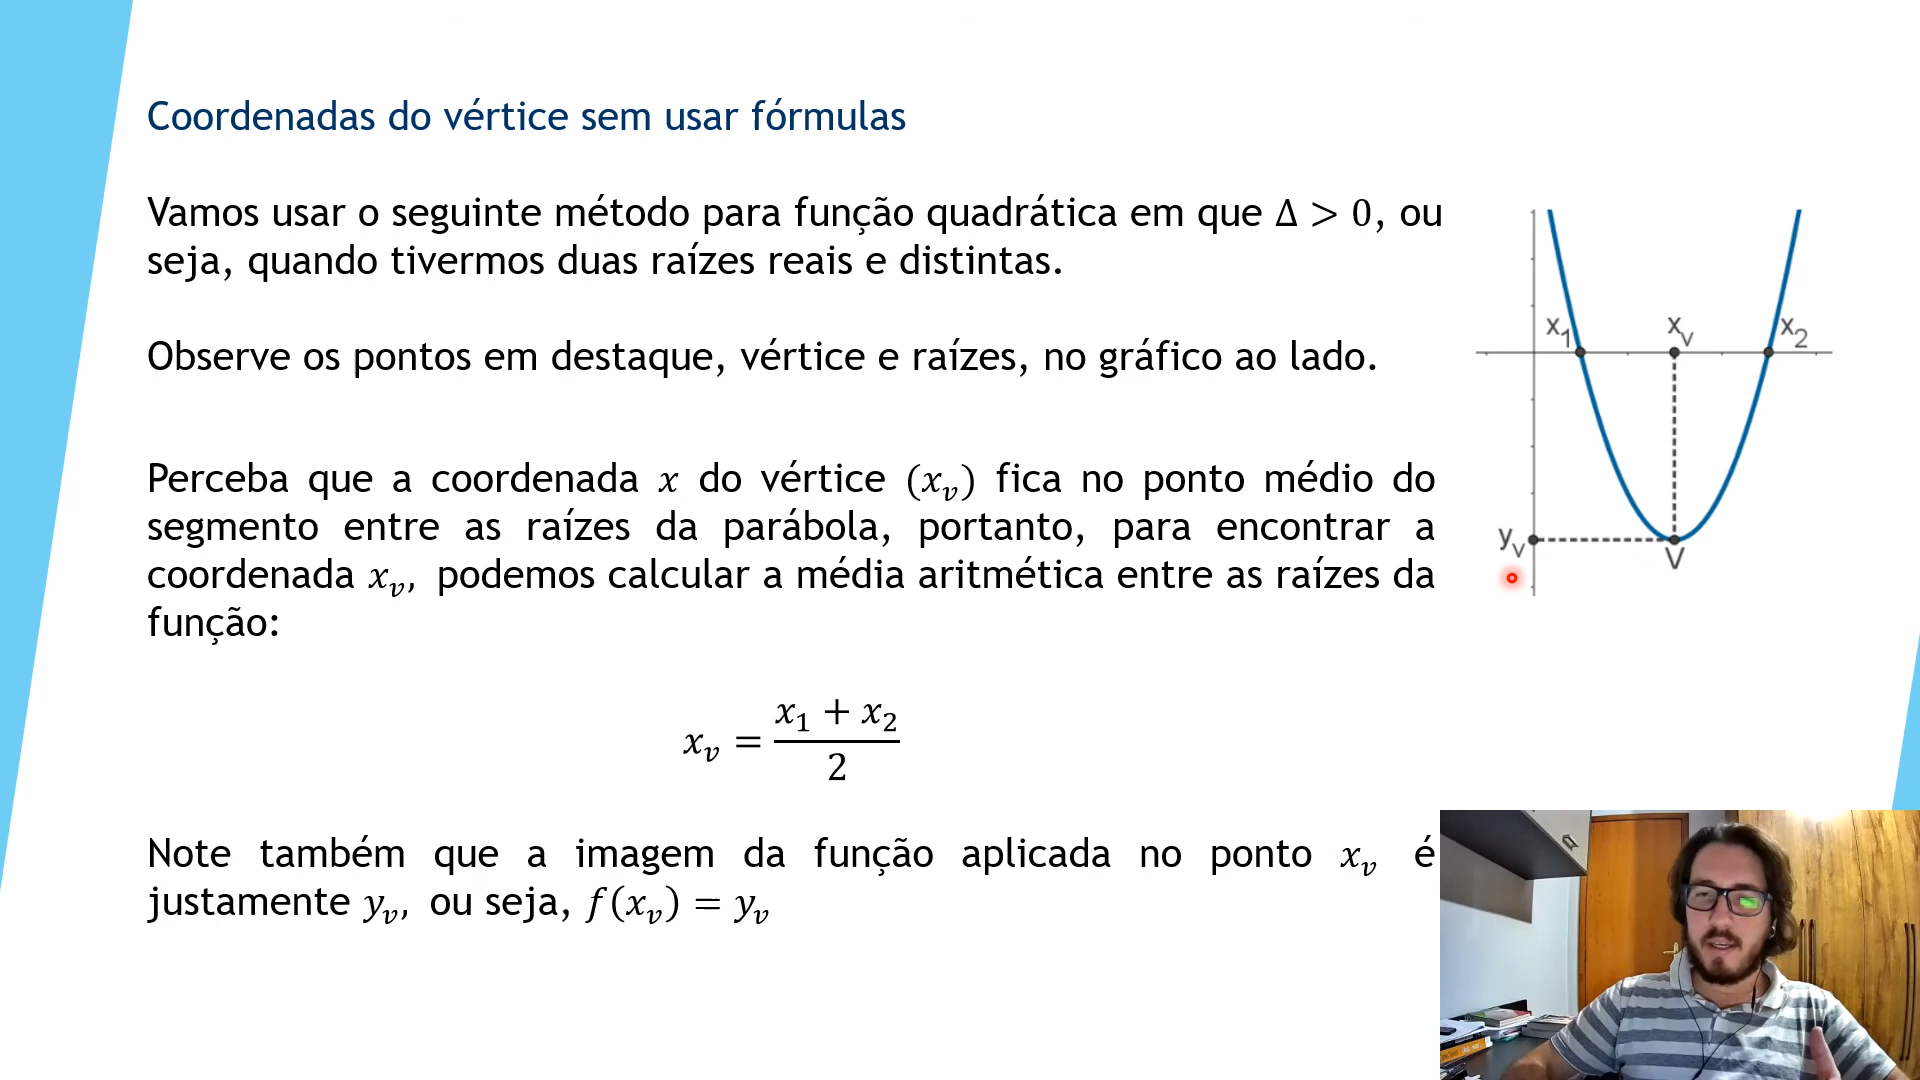 Coordenadas do vértice sem usar fórmulas
Vamos usar o seguinte método para função quadrática em que Δ > 0, ou
seja, quando tivermos duas raízes reais e distintas.
Observe os pontos em destaque, vértice e raízes, no gráfico ao lado.
Perceba que a coordenada x do vértice (xᵥ) fica no ponto médio do
segmento entre as raízes da parábola, portanto, para encontrar a
coordenada xᵥ, podemos calcular a média aritmética entre as raízes da
função:
xᵥ = (x₁ + x₂)/2
Note também que a imagem da função aplicada no ponto xᵥ é
justamente yᵥ, ou seja, f(xᵥ) = yᵥ
x₁ xᵥ x₂
yᵥ
V